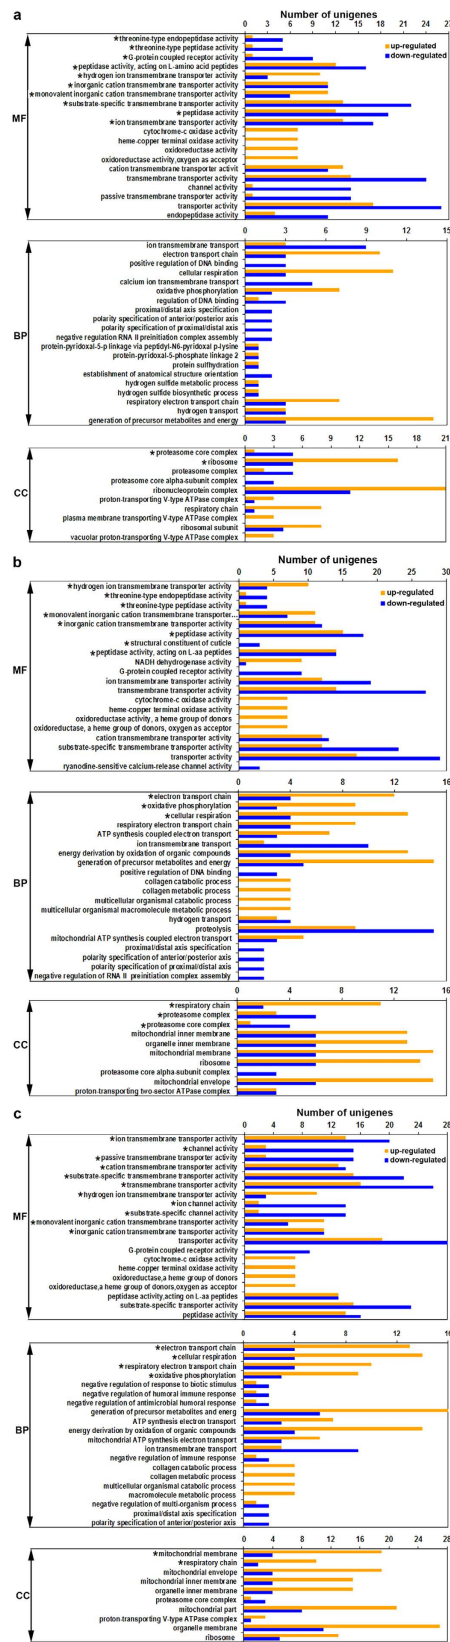 a
Number of unigenes
0 3 6 9 12 15 18 21 24 27
up-regulated
down-regulated
MF
★threonine-type endopeptidase activity
★threonine-type peptidase activity
★G-protein coupled receptor activity
★peptidase activity, acting on L-amino acid peptides
★hydrogen ion transmembrane transporter activity
★inorganic cation transmembrane transporter activity
★monovalent inorganic cation transmembrane transporter activity
★substrate-specific transmembrane transporter activity
★peptidase activity
★ion transmembrane transporter activity
cytochrome-c oxidase activity
heme-copper terminal oxidase activity
oxidoreductase activity
oxidoreductase activity,oxygen as acceptor
cation transmembrane transporter activit
transmembrane transporter activity
channel activity
passive transmembrane transporter activity
transporter activity
endopeptidase activity
0 3 6 9 12 15
BP
ion transmembrane transport
electron transport chain
positive regulation of DNA binding
cellular respiration
calcium ion transmembrane transport
oxidative phosphorylation
regulation of DNA binding
proximal/distal axis specification
polarity specification of anterior/posterior axis
polarity specification of proximal/distal axis
negative regulation RNA II preinitiation complex assembly
protein-pyridoxal-5-p linkage via peptidyl-N6-pyridoxal p-lysine
protein-pyridoxal-5-phosphate linkage 2
protein sulfhydration
establishment of anatomical structure orientation
hydrogen sulfide metabolic process
hydrogen sulfide biosynthetic process
respiratory electron transport chain
hydrogen transport
generation of precursor metabolites and energy
0 3 6 9 12 15 18 21
CC
★proteasome core complex
★ribosome
proteasome complex
proteasome core alpha-subunit complex
ribonucleoprotein complex
proton-transporting V-type ATPase complex
respiratory chain
plasma membrane transporting V-type ATPase complex
ribosomal subunit
vacuolar proton-transporting V-type ATPase complex
b
Number of unigenes
0 5 10 15 20 25 30
up-regulated
down-regulated
MF
★hydrogen ion transmembrane transporter activity
★threonine-type endopeptidase activity
★threonine-type peptidase activity
★monovalent inorganic cation transmembrane transporter...
★inorganic cation transmembrane transporter activity
★peptidase activity
★structural constituent of cuticle
★peptidase activity, acting on L-aa peptides
NADH dehydrogenase activity
G-protein coupled receptor activity
ion transmembrane transporter activity
transmembrane transporter activity
cytochrome-c oxidase activity
heme-copper terminal oxidase activity
oxidoreductase activity, a heme group of donors
oxidoreductase, a heme group of donors, oxygen as acceptor
cation transmembrane transporter activity
substrate-specific transmembrane transporter activity
transporter activity
ryanodine-sensitive calcium-release channel activity
0 4 8 12 16
BP
★electron transport chain
★oxidative phosphorylation
★cellular respiration
respiratory electron transport chain
ATP synthesis coupled electron transport
ion transmembrane transport
energy derivation by oxidation of organic compounds
generation of precursor metabolites and energy
positive regulation of DNA binding
collagen catabolic process
collagen metabolic process
multicellular organismal catabolic process
multicellular organismal macromolecule metabolic process
hydrogen transport
proteolysis
mitochondrial ATP synthesis coupled electron transport
proximal/distal axis specification
polarity specification of anterior/posterior axis
polarity specification of proximal/distal axis
negative regulation of RNA II preinitiation complex assembly
0 4 8 12 16
CC
★respiratory chain
★proteasome complex
★proteasome core complex
mitochondrial inner membrane
organelle inner membrane
mitochondrial membrane
ribosome
proteasome core alpha-subunit complex
mitochondrial envelope
proton-transporting two-sector ATPase complex
c
Number of unigenes
0 4 8 12 16 20 24 28
up-regulated
down-regulated
MF
★ion transmembrane transporter activity
★channel activity
★passive transmembrane transporter activity
★cation transmembrane transporter activity
★substrate-specific transmembrane transporter activity
★transmembrane transporter activity
★hydrogen ion transmembrane transporter activity
★ion channel activity
★substrate-specific channel activity
★monovalent inorganic cation transmembrane transporter activity
★inorganic cation transmembrane transporter activity
transporter activity
G-protein coupled receptor activity
cytochrome-c oxidase activity
heme-copper terminal oxidase activity
oxidoreductase,a heme group of donors
oxidoreductase,a heme group of donors,oxygen as acceptor
peptidase activity,acting on L-aa peptides
substrate-specific transporter activity
peptidase activity
0 4 8 12 16
BP
★electron transport chain
★cellular respiration
★respiratory electron transport chain
★oxidative phosphorylation
negative regulation of response to biotic stimulus
negative regulation of humoral immune response
negative regulation of antimicrobial humoral response
generation of precursor metabolites and energ
ATP synthesis electron transport
energy derivation by oxidation of organic compounds
mitochondrial ATP synthesis electron transport
ion transmembrane transport
negative regulation of immune response
collagen catabolic process
collagen metabolic process
multicellular organismal catabolic process
macromolecule metabolic process
negative regulation of multi-organism process
proximal/distal axis specification
polarity specification of anterior/posterior axis
0 4 8 12 16 20 24 28
CC
★mitochondrial membrane
★respiratory chain
mitochondrial envelope
mitochondrial inner membrane
organelle inner membrane
proteasome core complex
mitochondrial part
proton-transporting V-type ATPase complex
organelle membrane
ribosome